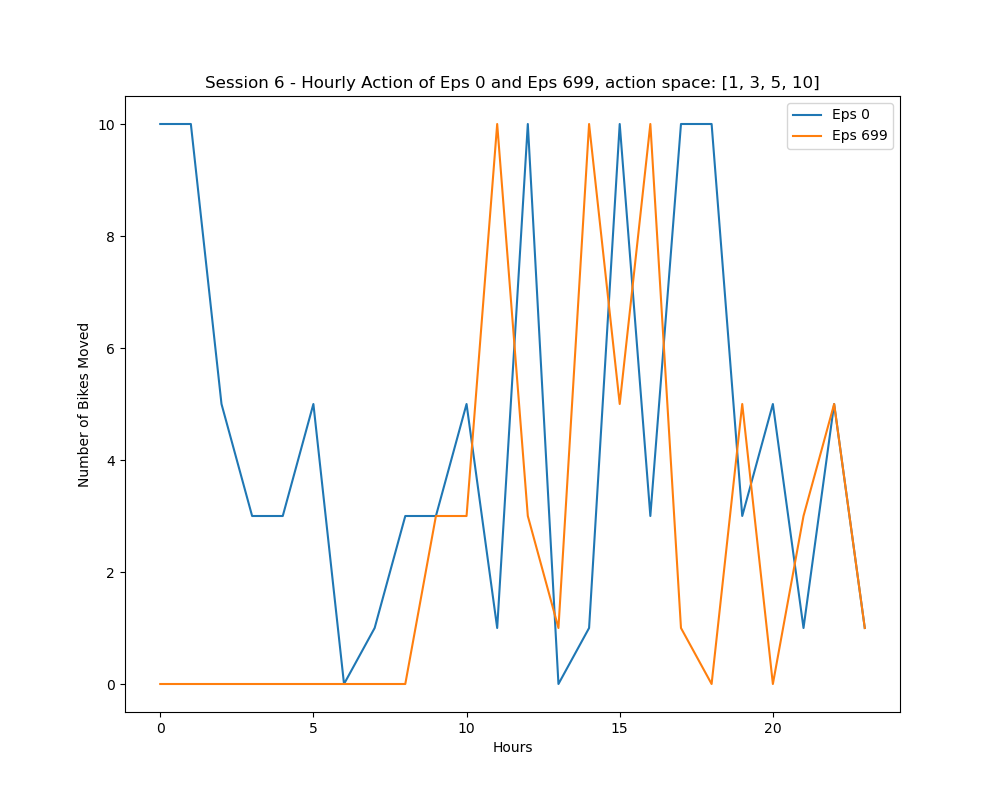 Session 6 - Hourly Action of Eps 0 and Eps 699, action space: [1, 3, 5, 10]
Eps 0
Eps 699
10
8
6
4
2
0
Number of Bikes Moved
0 5 10 15 20
Hours